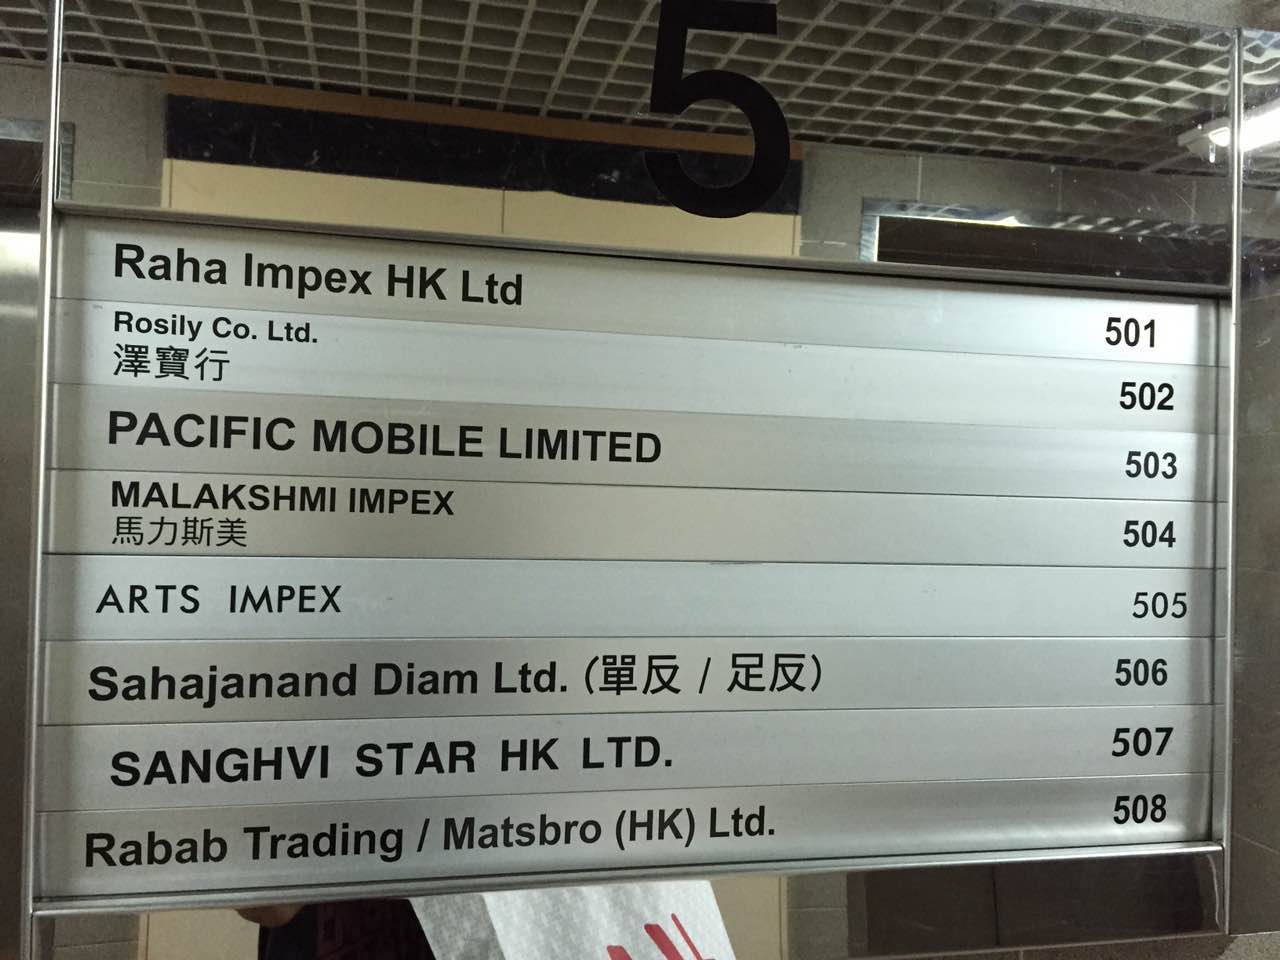 5
Raha Impex HK Ltd 501
Rosily Co. Ltd.
澤寶行 502
PACIFIC MOBILE LIMITED 503
MALAKSHMI IMPEX
馬力斯美 504
ARTS IMPEX 505
Sahajanand Diam Ltd. (單反 / 足反) 506
SANGHVI STAR HK LTD. 507
Rabab Trading / Matsbro (HK) Ltd. 508